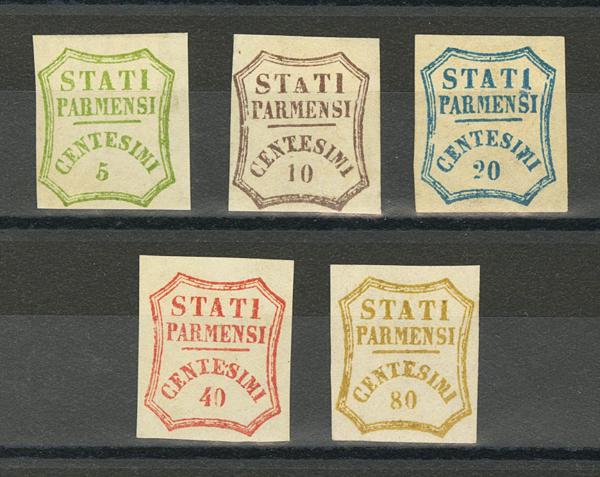 STATI
PARMENSI
CENTESIMI
5
STATI
PARMENSI
CENTESIMI
10
STATI
PARMENSI
CENTESIMI
20
STATI
PARMENSI
CENTESIMI
40
STATI
PARMENSI
CENTESIMI
80